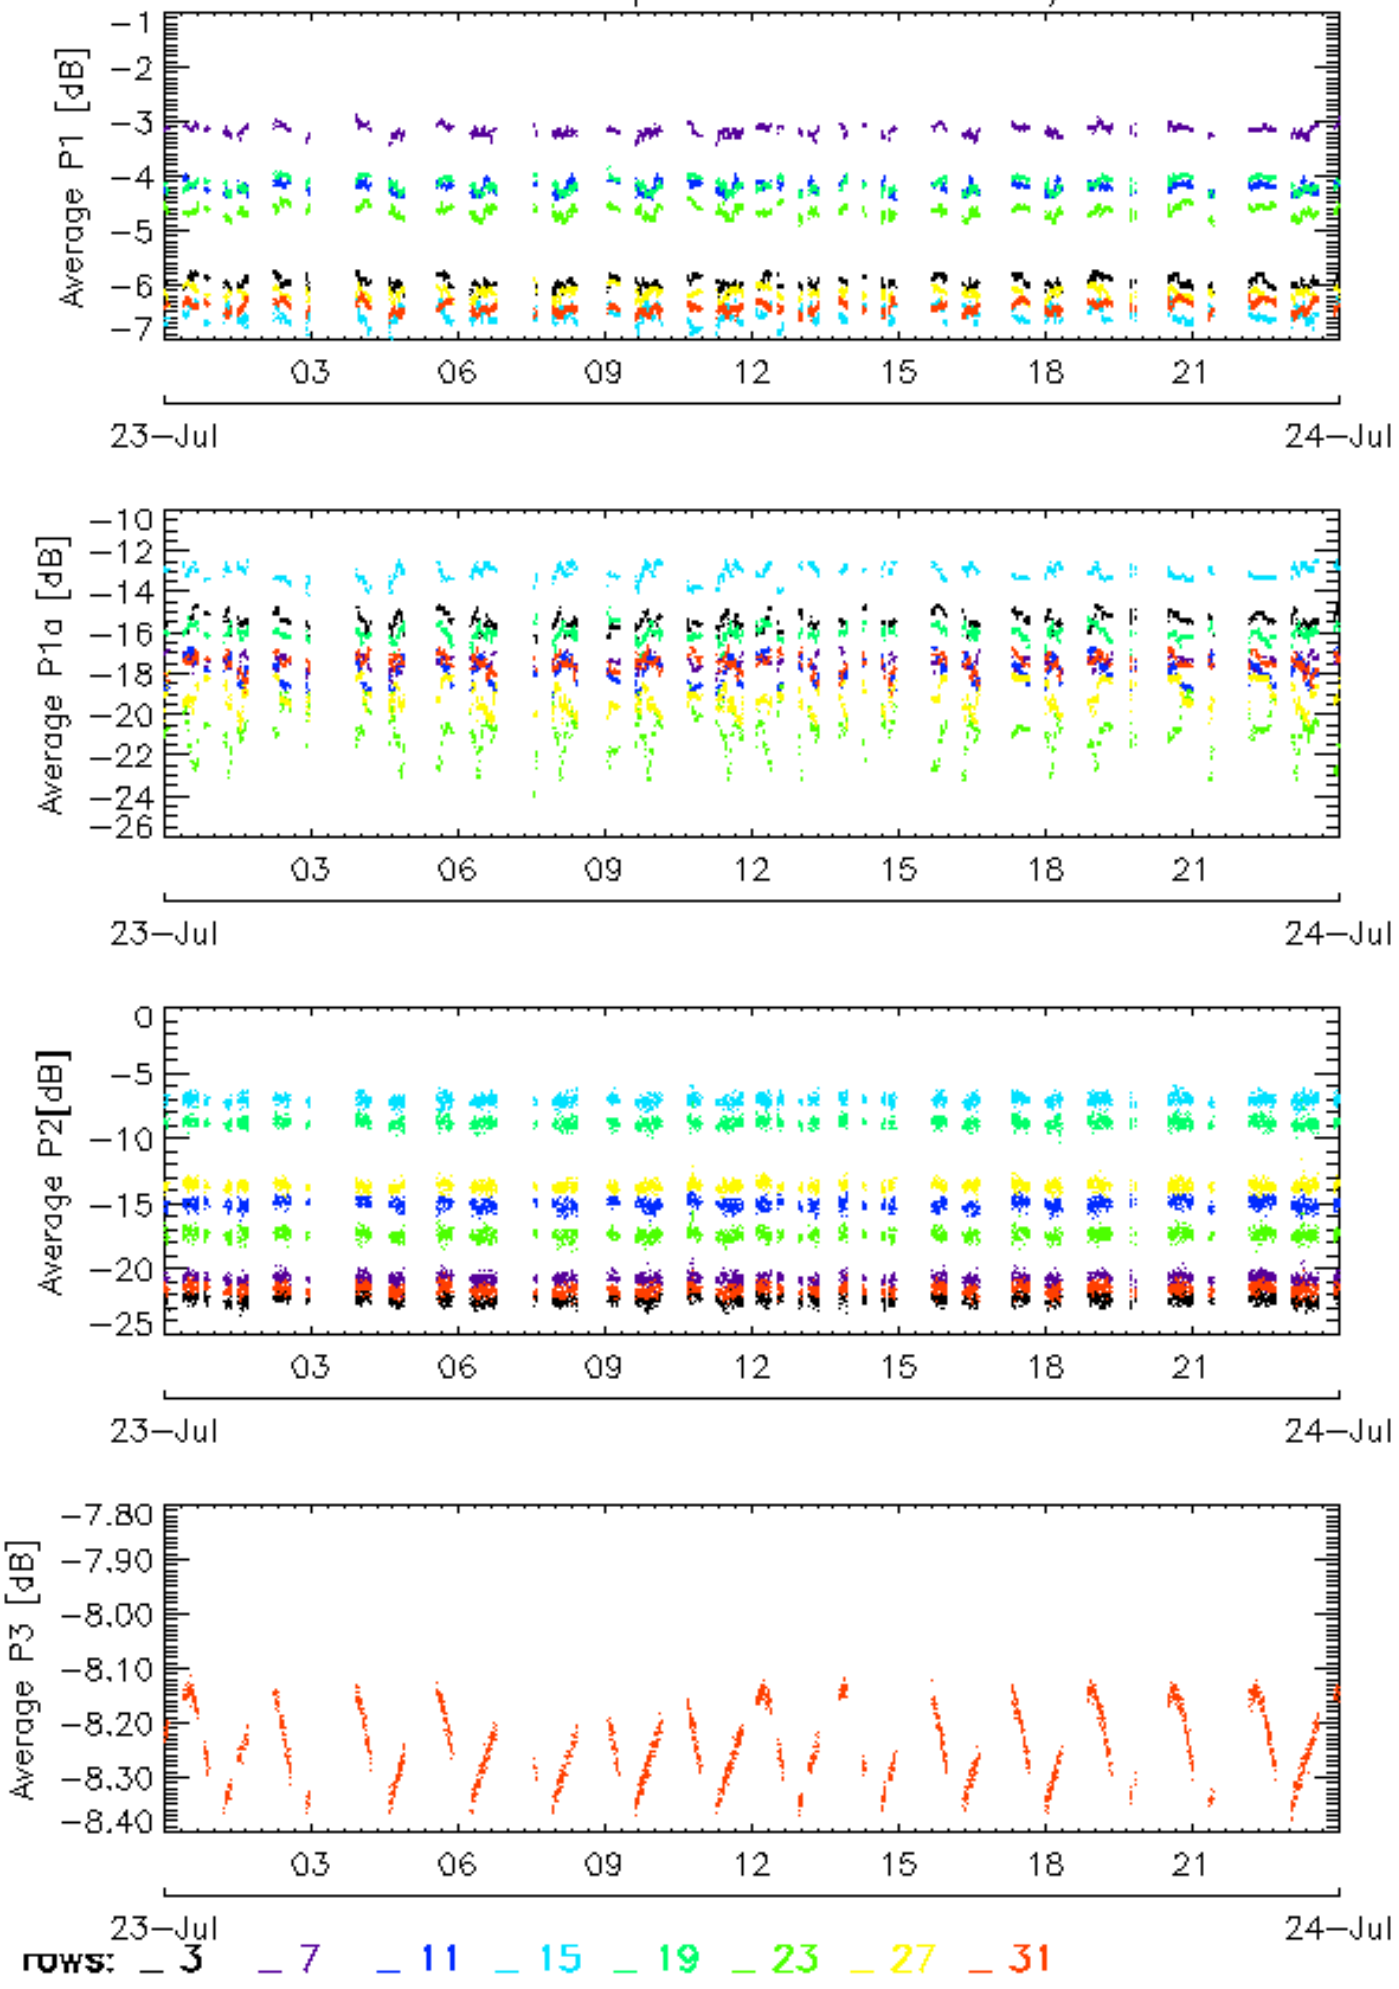 Average P1 [dB]
-1
-2
-3
-4
-5
-6
-7
03 06 09 12 15 18 21
23-Jul 24-Jul
Average P1a [dB]
-10
-12
-14
-16
-18
-20
-22
-24
-26
03 06 09 12 15 18 21
23-Jul 24-Jul
Average P2[dB]
0
-5
-10
-15
-20
-25
03 06 09 12 15 18 21
23-Jul 24-Jul
Average P3 [dB]
-7.80
-7.90
-8.00
-8.10
-8.20
-8.30
-8.40
03 06 09 12 15 18 21
23-Jul 24-Jul
rows: _ 3 _ 7 _ 11 _ 15 _ 19 _ 23 _ 27 _ 31